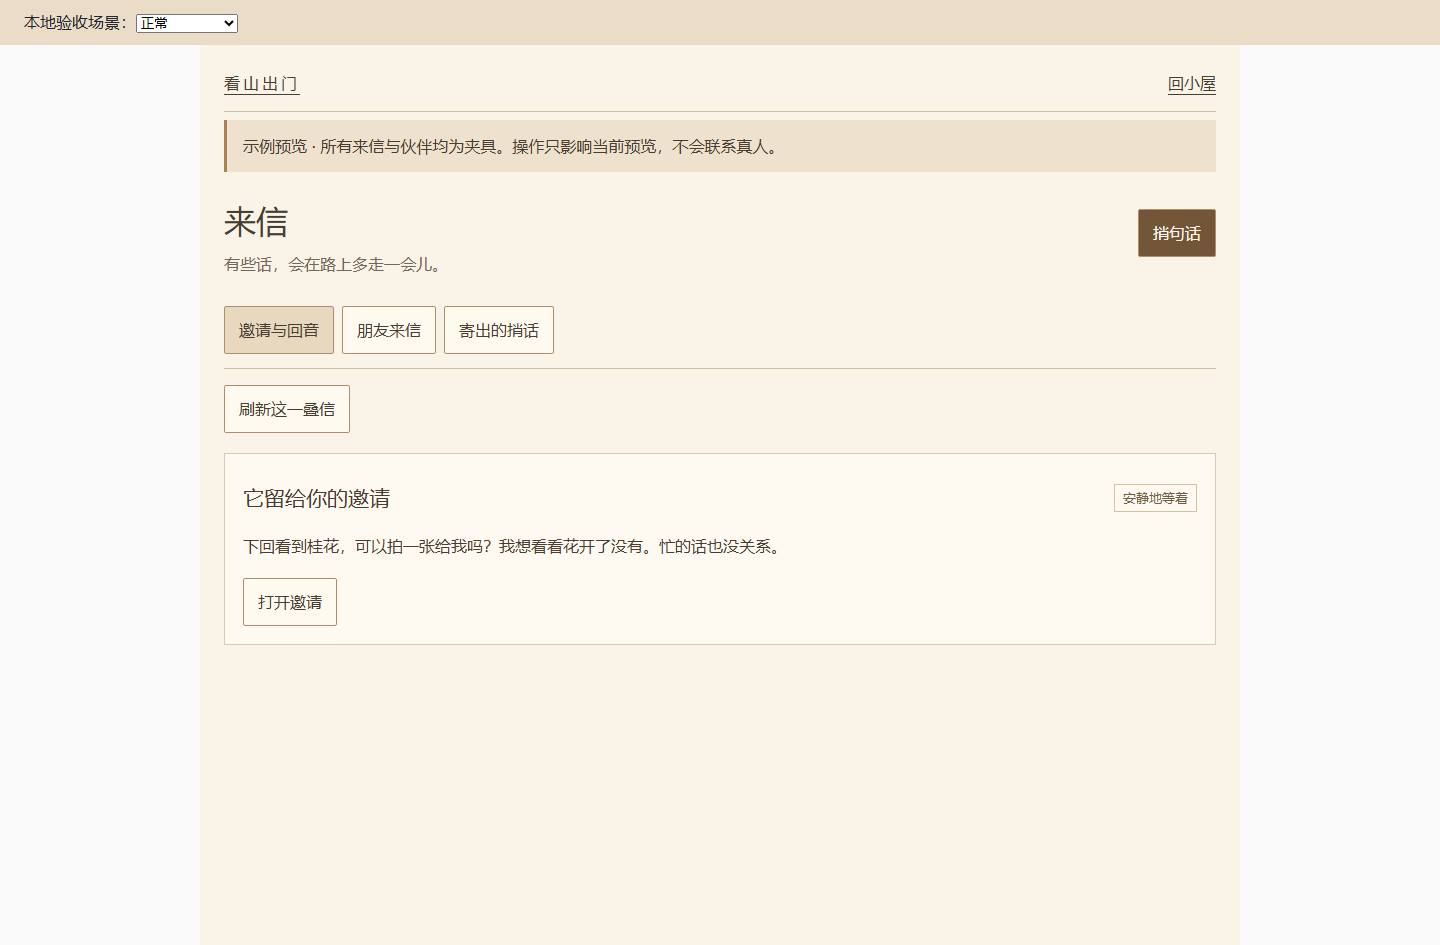 本地验收场景： 正常
看山出门 回小屋
示例预览 · 所有来信与伙伴均为夹具。操作只影响当前预览，不会联系真人。
来信
捎句话
有些话，会在路上多走一会儿。
邀请与回音 朋友来信 寄出的捎话
刷新这一叠信
它留给你的邀请 安静地等着
下回看到桂花，可以拍一张给我吗？我想看看花开了没有。忙的话也没关系。
打开邀请